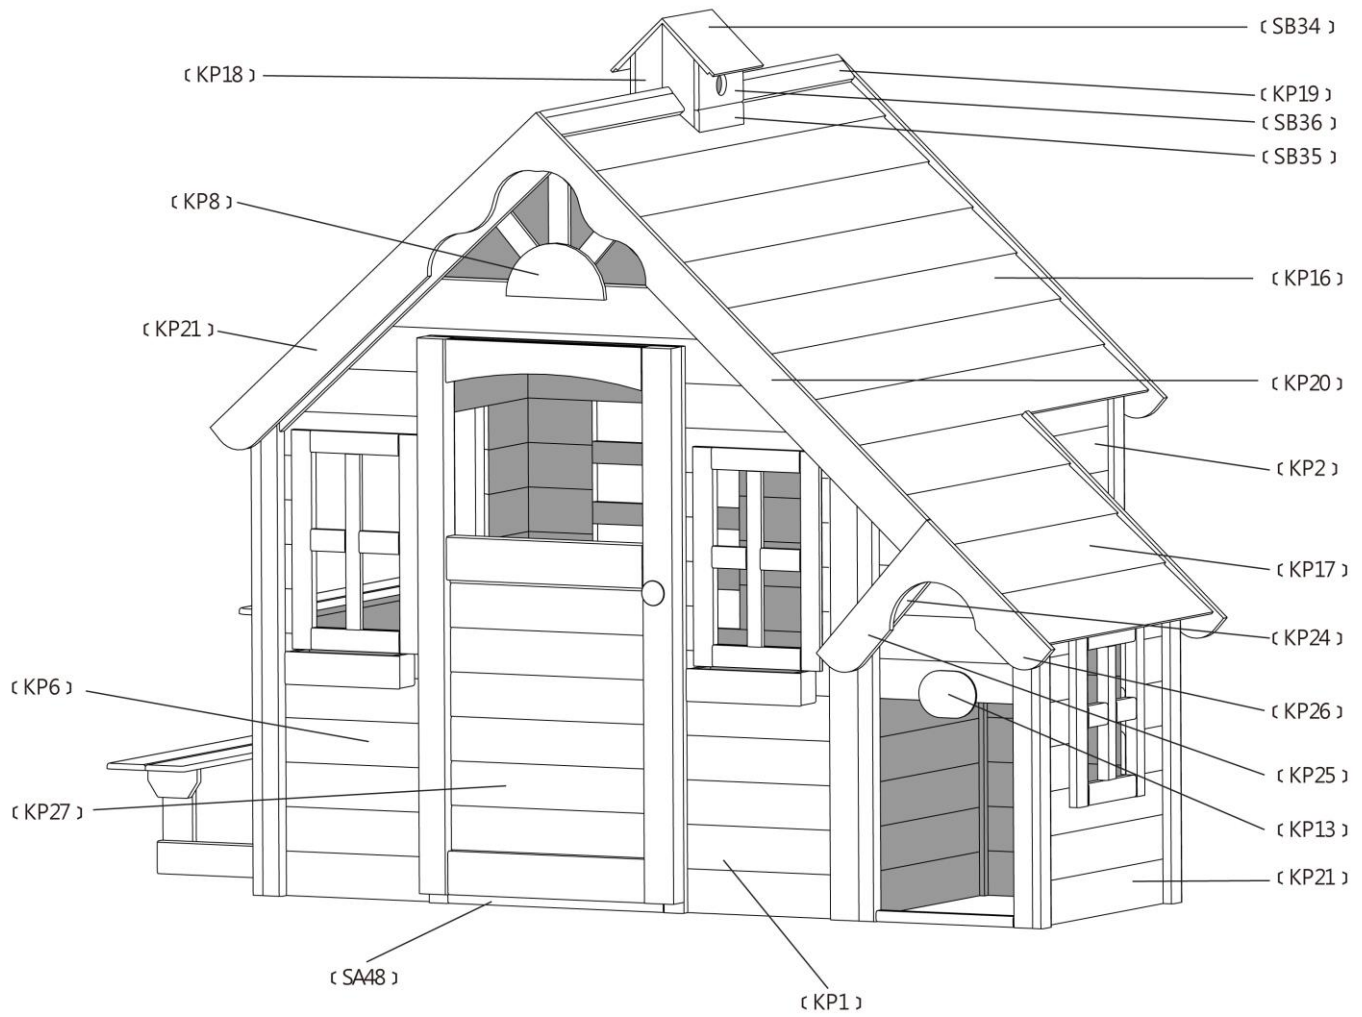 ( SB34 )
( KP18 )
( KP19 )
( SB36 )
( SB35 )
( KP8 )
( KP16 )
( KP21 )
( KP20 )
( KP2 )
( KP17 )
( KP24 )
( KP6 )
( KP26 )
( KP25 )
( KP27 )
( KP13 )
( KP21 )
( SA48 )
( KP1 )